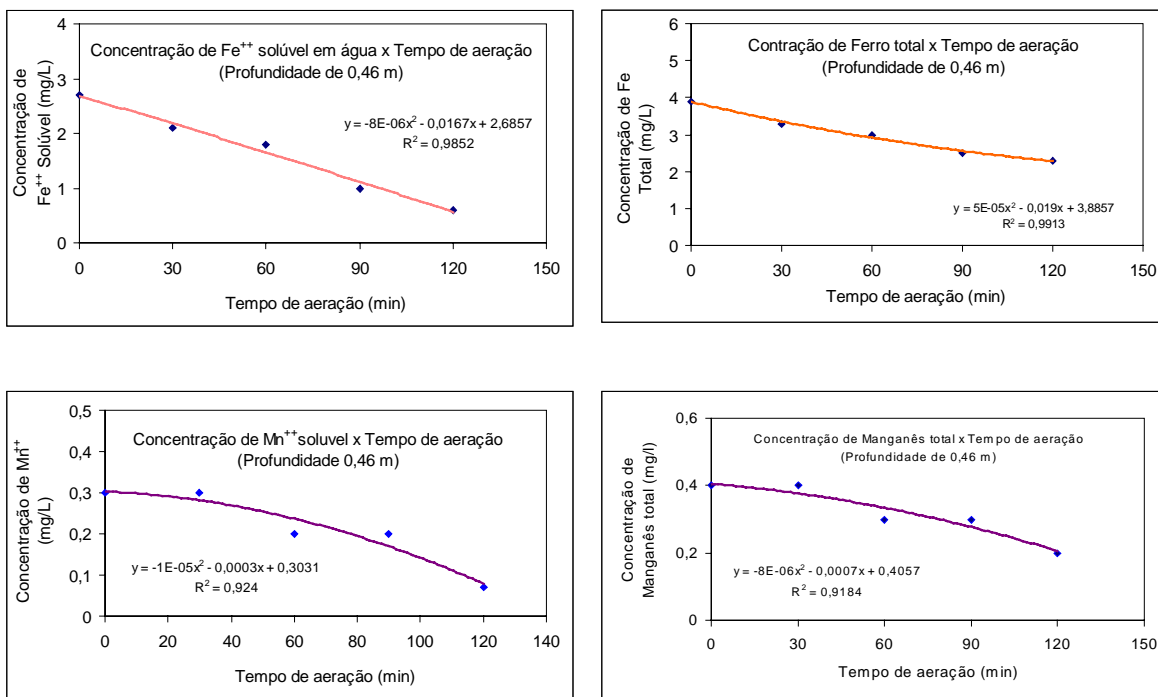 Concentração de Fe++ solúvel em água x Tempo de aeração
(Profundidade de 0,46 m)
Concentração de
Fe++ Solúvel (mg/L)
4
3
2
1
0
y = -8E-06x² - 0,0167x + 2,6857
R² = 0,9852
0 30 60 90 120 150
Tempo de aeração (min)
Contração de Ferro total x Tempo de aeração
(Profundidade de 0,46 m)
Concentração de Fe
Total (mg/L)
6
5
4
3
2
1
0
y = 5E-05x² - 0,019x + 3,8857
R² = 0,9913
0 30 60 90 120 150
Tempo de aeração (min)
Concentração de Mn++ soluvel x Tempo de aeração
(Profundidade 0,46 m)
Concentração de Mn++
(mg/L)
0,5
0,4
0,3
0,2
0,1
0
y = -1E-05x² - 0,0003x + 0,3031
R² = 0,924
0 20 40 60 80 100 120 140
Tempo de aeração (min)
Concentração de Manganês total x Tempo de aeração
(Profundidade de 0,46 m)
Concentração de
Manganês total (mg/l)
0,6
0,4
0,2
0
y = -8E-06x² - 0,0007x + 0,4057
R² = 0,9184
0 30 60 90 120 150
Tempo de aeração (min)